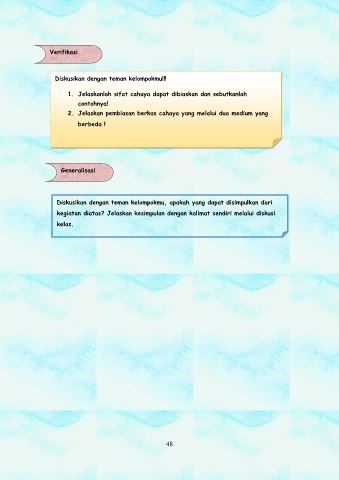 Verifikasi
Diskusikan dengan teman kelompokmu!!!
1. Jelaskanlah sifat cahaya dapat dibiaskan dan sebutkanlah
contohnya!
2. Jelaskan pembiasan berkas cahaya yang melalui dua medium yang
berbeda !
Generalisasi
Diskusikan dengan teman kelompokmu, apakah yang dapat disimpulkan dari
kegiatan diatas? Jelaskan kesimpulan dengan kalimat sendiri melalui diskusi
kelas.
48